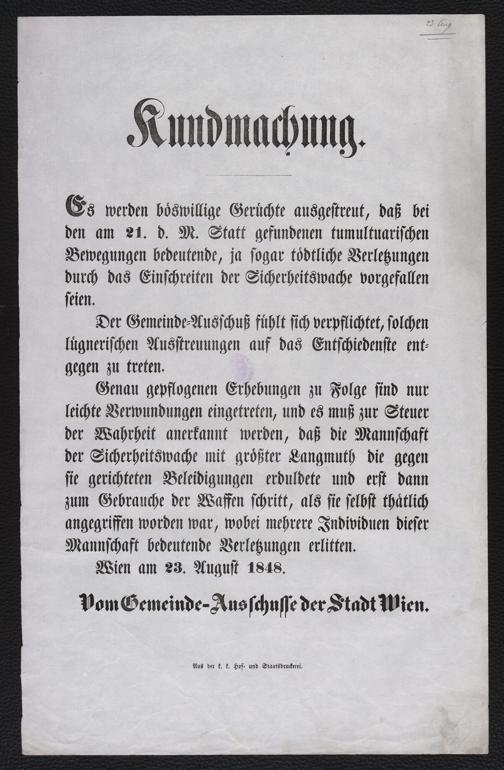 23. Aug
Kundmachung.
Es werden böswillige Gerüchte ausgestreut, daß bei
den am 21. d. M. Statt gefundenen tumultuarischen
Bewegungen bedeutende, ja sogar tödtliche Verletzungen
durch das Einschreiten der Sicherheitswache vorgefallen
seien.
Der Gemeinde-Ausschuß fühlt sich verpflichtet, solchen
lügnerischen Ausstreuungen auf das Entschiedenste ent-
gegen zu treten.
Genau gepflogenen Erhebungen zu Folge sind nur
leichte Verwundungen eingetreten, und es muß zur Steuer
der Wahrheit anerkannt werden, daß die Mannschaft
der Sicherheitswache mit größter Langmuth die gegen
sie gerichteten Beleidigungen erduldete und erst dann
zum Gebrauche der Waffen schritt, als sie selbst thätlich
angegriffen worden war, wobei mehrere Individuen dieser
Mannschaft bedeutende Verletzungen erlitten.
Wien am 23. August 1848.
Vom Gemeinde-Ausschusse der Stadt Wien.
Aus der k. k. Hof- und Staatsdruckerei.